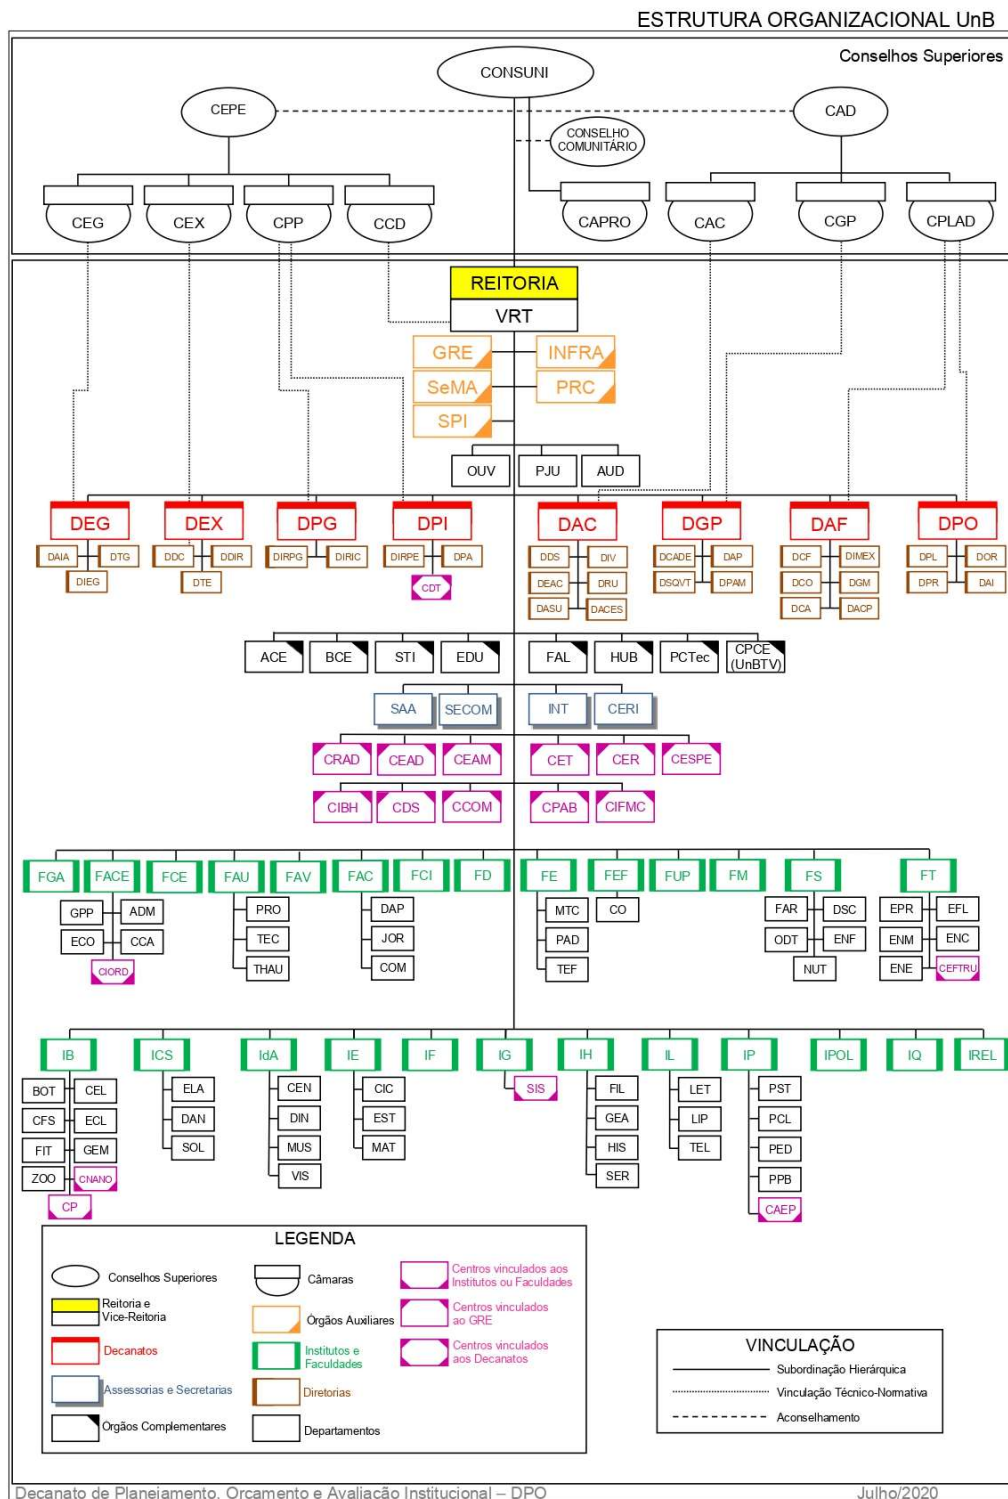 ESTRUTURA ORGANIZACIONAL UnB
Conselhos Superiores
CONSUNI
CEPE
CAD
CONSELHO
COMUNITÁRIO
CEG
CEX
CPP
CCD
CAPRO
CAC
CGP
CPLAD
REITORIA
VRT
GRE
INFRA
SeMA
PRC
SPI
OUV
PJU
AUD
DEG
DEX
DPG
DPI
DAC
DGP
DAF
DPO
DAIA
DTG
DDC
DDIR
DIRPG
DIRIC
DIRPE
DPA
DDS
DIV
DCADE
DAP
DCF
DIMEX
DPL
DOR
DIEG
DTE
CDT
DEAC
DRU
DSQVT
DPAM
DCO
DGM
DPR
DAI
DASU
DACES
DCA
DACP
ACE
BCE
STI
EDU
FAL
HUB
PCTec
CPCE
(UnBTV)
SAA
SECOM
INT
CERI
CRAD
CEAD
CEAM
CET
CER
CESPE
CIBH
CDS
CCOM
CPAB
CIFMC
FGA
FACE
FCE
FAU
FAV
FAC
FCI
FD
FE
FEF
FUP
FM
FS
FT
GPP
ADM
PRO
DAP
MTC
CO
FAR
DSC
EPR
EFL
ECO
CCA
TEC
JOR
PAD
ODT
ENF
ENM
ENC
CIORD
THAU
COM
TEF
NUT
ENE
CEFTRU
IB
ICS
IdA
IE
IF
IG
IH
IL
IP
IPOL
IQ
IREL
BOT
CEL
ELA
CEN
CIC
SIS
FIL
LET
PST
CFS
ECL
DAN
DIN
EST
GEA
LIP
PCL
FIT
GEM
SOL
MUS
MAT
HIS
TEL
PED
ZOO
CNANO
VIS
SER
PPB
CP
CAEP
LEGENDA
Conselhos Superiores
Câmaras
Centros vinculados aos
Institutos ou Faculdades
Reitoria e
Vice-Reitoria
Órgãos Auxiliares
Centros vinculados
ao GRE
Decanatos
Institutos e
Faculdades
Centros vinculados
aos Decanatos
Assessorias e Secretarias
Diretorias
Órgãos Complementares
Departamentos
VINCULAÇÃO
Subordinação Hierárquica
Vinculação Técnico-Normativa
Aconselhamento
Decanato de Planejamento, Orçamento e Avaliação Institucional – DPO
Julho/2020